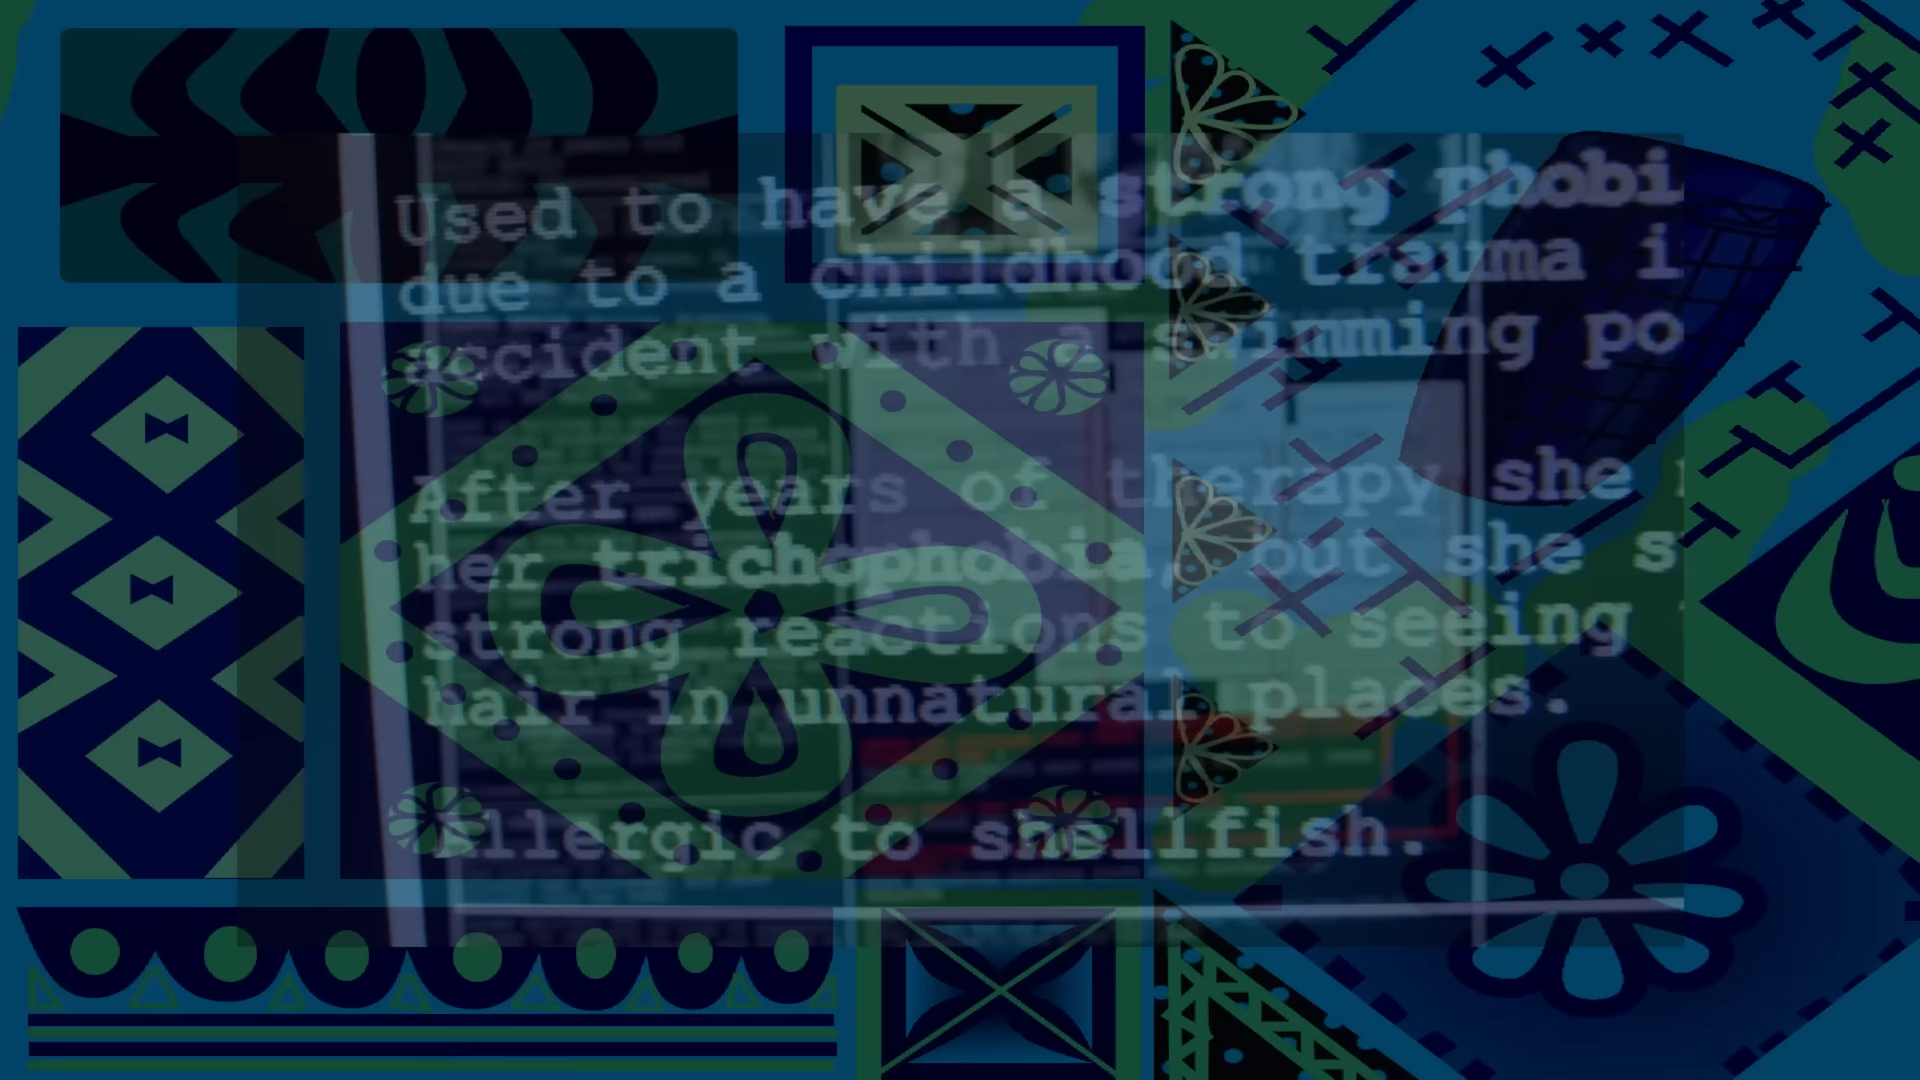 Used to have a strong phobi
due to a childhood trauma i
accident with a swimming po
After years of therapy she
her trichophobia, but she s
strong reactions to seeing
hair in unnatural places.
allergic to shellfish.